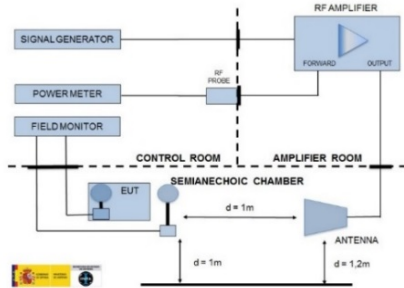 RF AMPLIFIER
SIGNAL GENERATOR
FORWARD OUTPUT
RF
PROBE
POWER METER
FIELD MONITOR
CONTROL ROOM AMPLIFIER ROOM
SEMIANECHOIC CHAMBER
EUT
d = 1m
ANTENNA
d = 1m
d = 1,2m